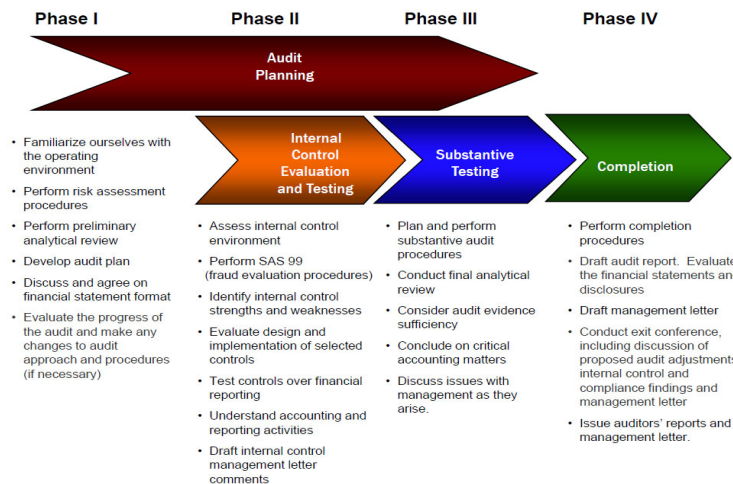 Phase I
Phase II
Phase III
Phase IV
Audit
Planning
Internal
Control
Evaluation
and Testing
Substantive
Testing
Completion
• Familiarize ourselves with
the operating
environment
• Perform risk assessment
procedures
• Perform preliminary
analytical review
• Develop audit plan
• Discuss and agree on
financial statement format
• Evaluate the progress of
the audit and make any
changes to audit
approach and procedures
(if necessary)
• Assess internal control
environment
• Perform SAS 99
(fraud evaluation procedures)
• Identify internal control
strengths and weaknesses
• Evaluate design and
implementation of selected
controls
• Test controls over financial
reporting
• Understand accounting and
reporting activities
• Draft internal control
management letter
comments
• Plan and perform
substantive audit
procedures
• Conduct final analytical
review
• Consider audit evidence
sufficiency
• Conclude on critical
accounting matters
• Discuss issues with
management as they
arise.
• Perform completion
procedures
• Draft audit report. Evaluate
the financial statements and
disclosures
• Draft management letter
• Conduct exit conference,
including discussion of
proposed audit adjustments
internal control and
compliance findings and
management letter
• Issue auditors' reports and
management letter.